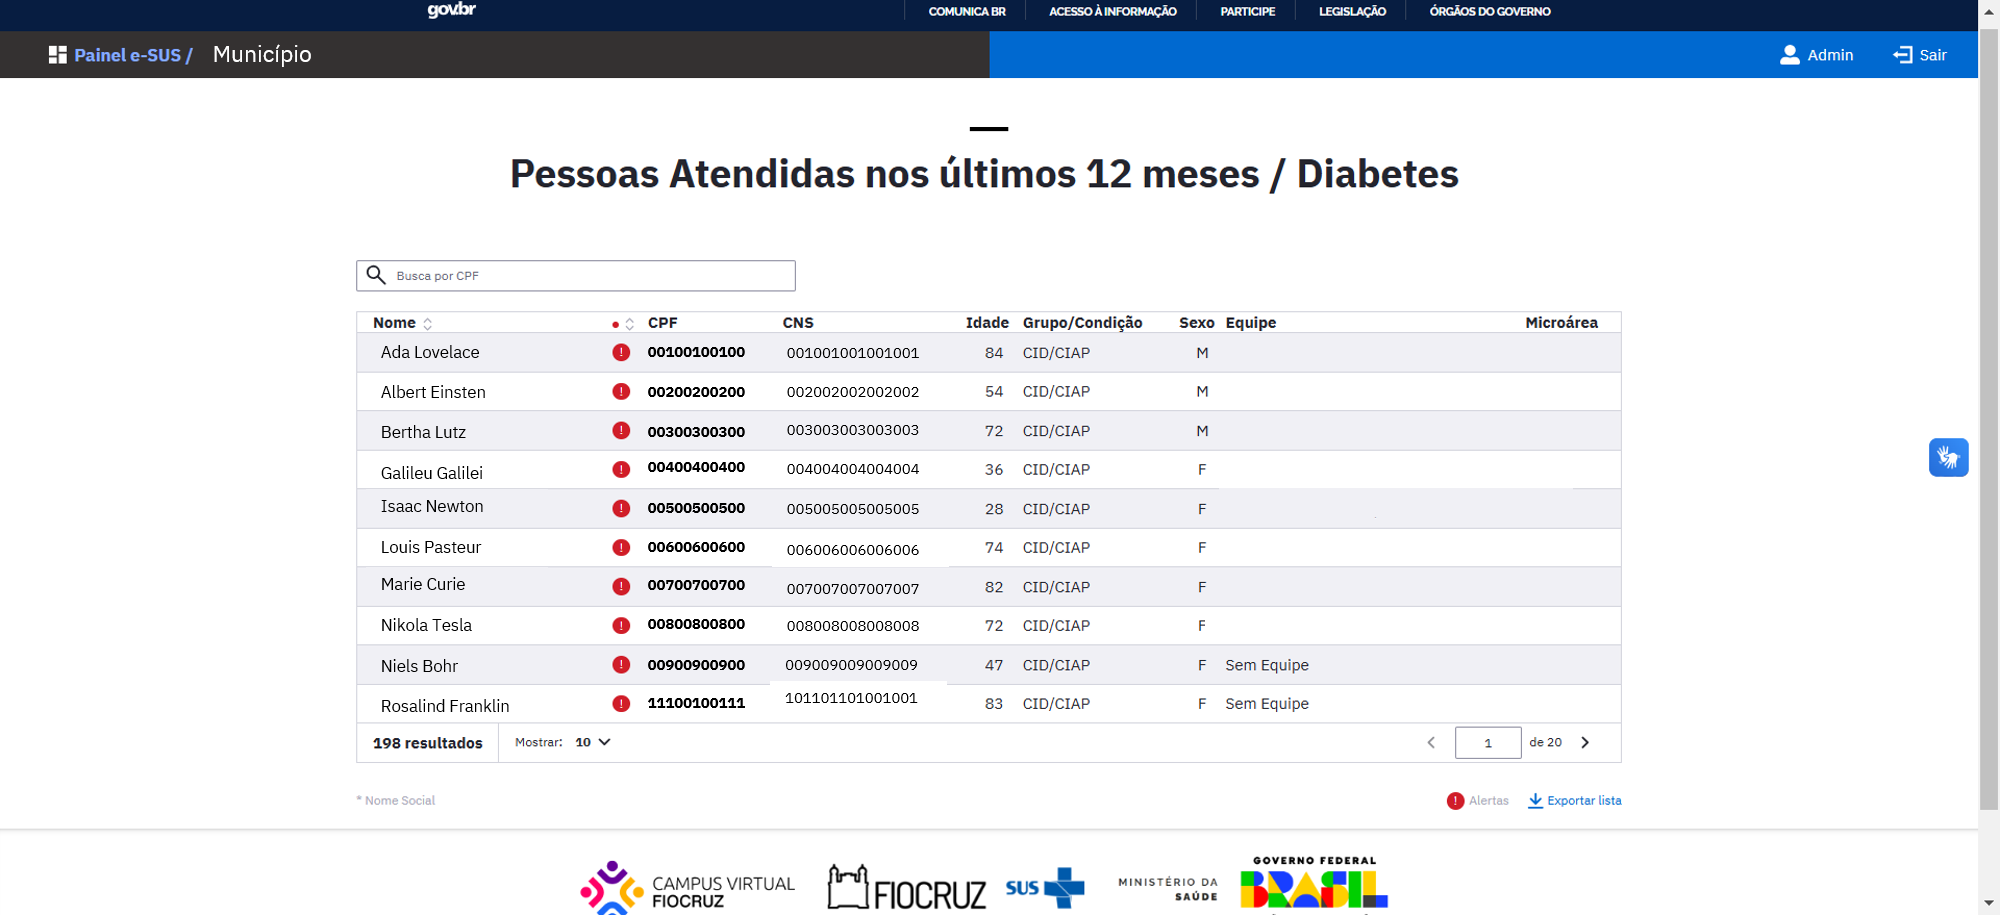 gov.br COMUNICA BR ACESSO À INFORMAÇÃO PARTICIPE LEGISLAÇÃO ÓRGÃOS DO GOVERNO
Painel e-SUS / Município Admin Sair
Pessoas Atendidas nos últimos 12 meses / Diabetes
Busca por CPF
Nome CPF CNS Idade Grupo/Condição Sexo Equipe Microárea
Ada Lovelace ! 00100100100 001001001001001 84 CID/CIAP M
Albert Einsten ! 00200200200 002002002002002 54 CID/CIAP M
Bertha Lutz ! 00300300300 003003003003003 72 CID/CIAP M
Galileu Galilei ! 00400400400 004004004004004 36 CID/CIAP F
Isaac Newton ! 00500500500 005005005005005 28 CID/CIAP F
Louis Pasteur ! 00600600600 006006006006006 74 CID/CIAP F
Marie Curie ! 00700700700 007007007007007 82 CID/CIAP F
Nikola Tesla ! 00800800800 008008008008008 72 CID/CIAP F
Niels Bohr ! 00900900900 009009009009009 47 CID/CIAP F Sem Equipe
Rosalind Franklin ! 11100100111 101101101001001 83 CID/CIAP F Sem Equipe
198 resultados Mostrar: 10 1 de 20
* Nome Social ! Alertas Exportar lista
CAMPUS VIRTUAL FIOCRUZ FIOCRUZ SUS MINISTÉRIO DA SAÚDE GOVERNO FEDERAL BRASIL